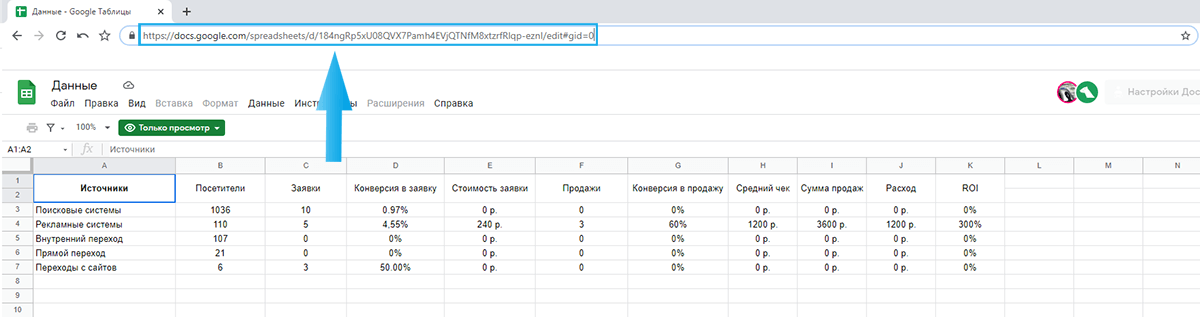 Данные - Google Таблицы
https://docs.google.com/spreadsheets/d/184ngRp5xU08QVX7Pamh4EVjQTNfM8xtzrfRlqp-eznI/edit#gid=0
Данные
Файл Правка Вид Вставка Формат Данные Расширения Справка
Настройки Дос
100% Только просмотр
A1:A2 fx Источники
A B C D E F G H I J K L M N
1 Источники Посетители Заявки Конверсия в заявку Стоимость заявки Продажи Конверсия в продажу Средний чек Сумма продаж Расход ROI
2
3 Поисковые системы 1036 10 0.97% 0 р. 0 0% 0 р. 0 р. 0 р. 0%
4 Рекламные системы 110 5 4,55% 240 р. 3 60% 1200 р. 3600 р. 1200 р. 300%
5 Внутренний переход 107 0 0% 0 р. 0 0% 0 р. 0 р. 0 р. 0%
6 Прямой переход 21 0 0% 0 р. 0 0% 0 р. 0 р. 0 р. 0%
7 Переходы с сайтов 6 3 50.00% 0 р. 0 0% 0 р. 0 р. 0 р. 0%
8
9
10